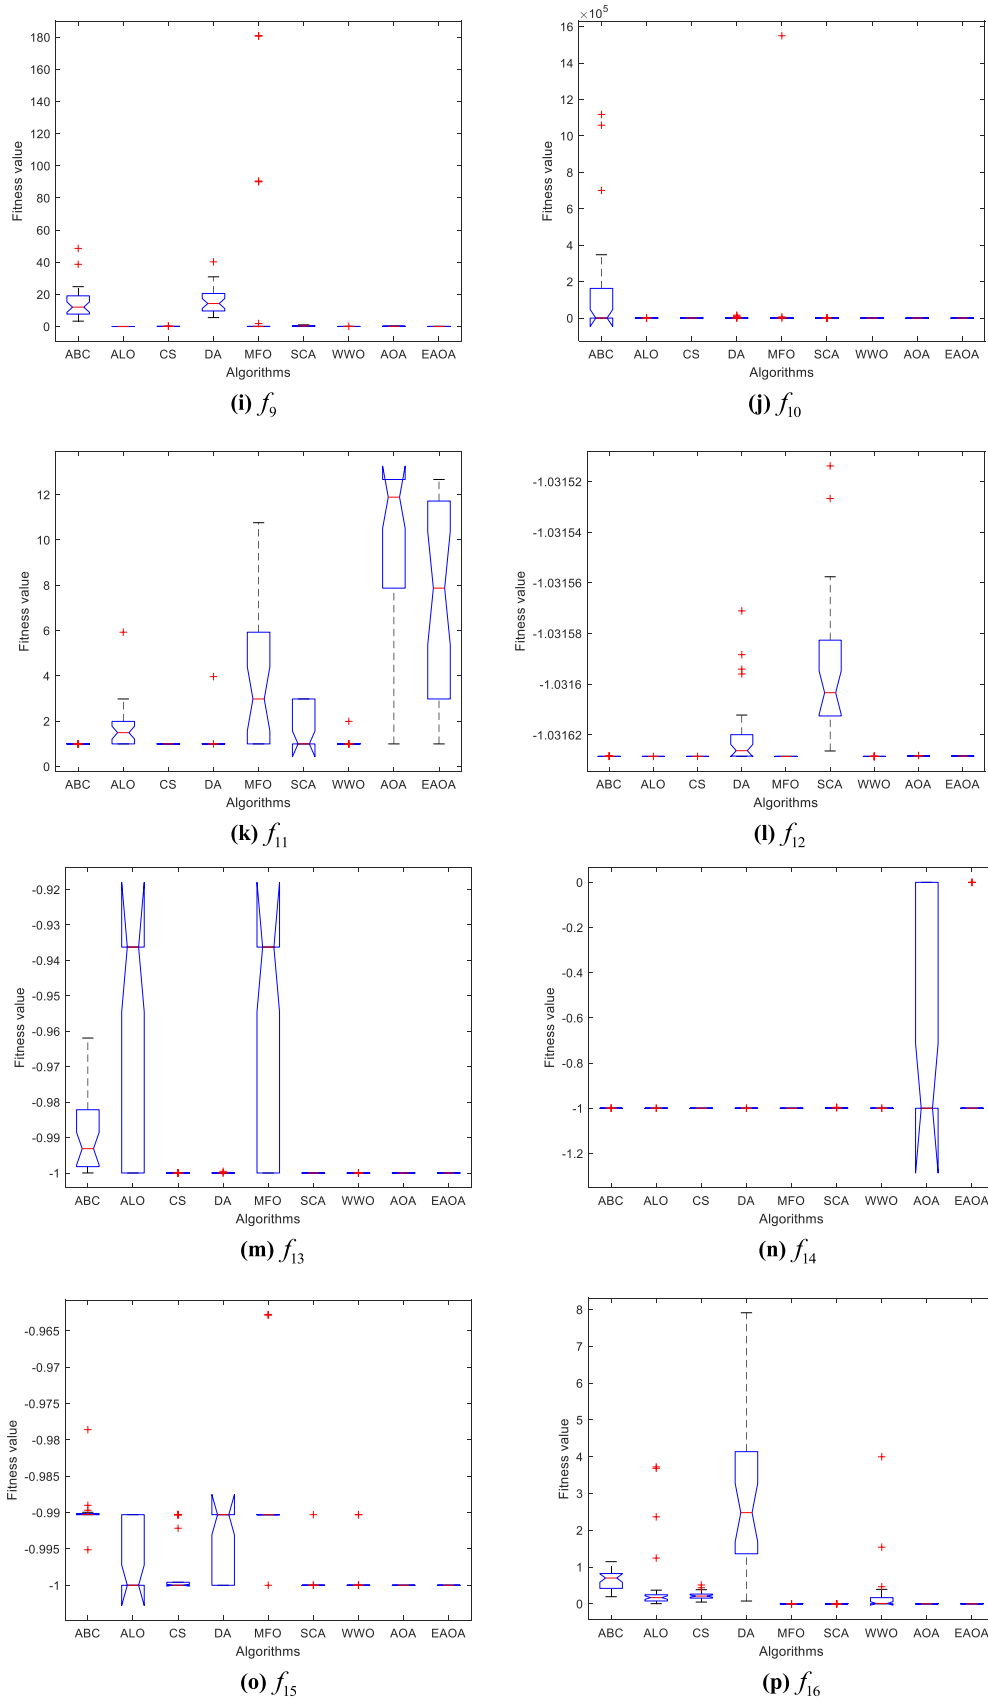 180
160
140
120
100
80
60
40
20
0
Fitness value
ABC ALO CS DA MFO SCA WWO AOA EAOA
Algorithms
(i) f9
×10^5
16
14
12
10
8
6
4
2
0
Fitness value
ABC ALO CS DA MFO SCA WWO AOA EAOA
Algorithms
(j) f10
12
10
8
6
4
2
0
Fitness value
ABC ALO CS DA MFO SCA WWO AOA EAOA
Algorithms
(k) f11
-1.03152
-1.03154
-1.03156
-1.03158
-1.0316
-1.03162
Fitness value
ABC ALO CS DA MFO SCA WWO AOA EAOA
Algorithms
(l) f12
-0.92
-0.93
-0.94
-0.95
-0.96
-0.97
-0.98
-0.99
-1
Fitness value
ABC ALO CS DA MFO SCA WWO AOA EAOA
Algorithms
(m) f13
0
-0.2
-0.4
-0.6
-0.8
-1
-1.2
Fitness value
ABC ALO CS DA MFO SCA WWO AOA EAOA
Algorithms
(n) f14
-0.965
-0.97
-0.975
-0.98
-0.985
-0.99
-0.995
-1
Fitness value
ABC ALO CS DA MFO SCA WWO AOA EAOA
Algorithms
(o) f15
8
7
6
5
4
3
2
1
0
Fitness value
ABC ALO CS DA MFO SCA WWO AOA EAOA
Algorithms
(p) f16